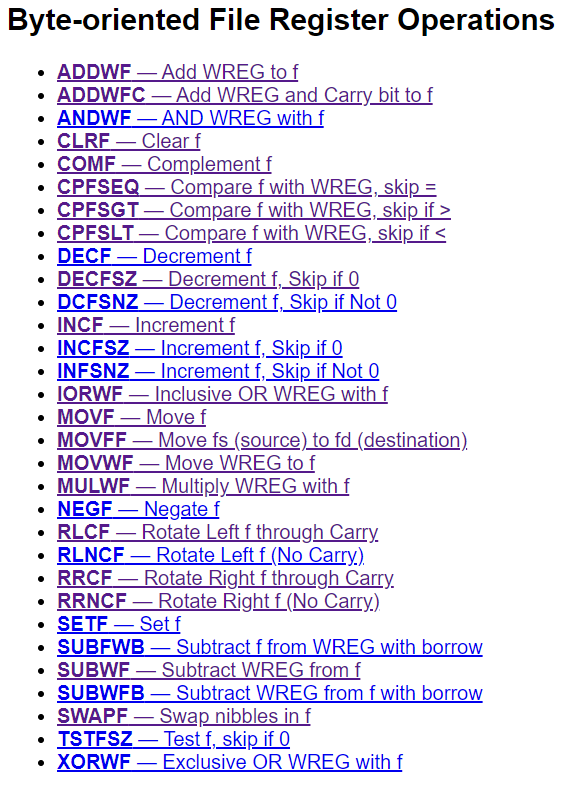 Byte-oriented File Register Operations
ADDWF — Add WREG to f
ADDWFC — Add WREG and Carry bit to f
ANDWF — AND WREG with f
CLRF — Clear f
COMF — Complement f
CPFSEQ — Compare f with WREG, skip =
CPFSGT — Compare f with WREG, skip if >
CPFSLT — Compare f with WREG, skip if <
DECF — Decrement f
DECFSZ — Decrement f, Skip if 0
DCFSNZ — Decrement f, Skip if Not 0
INCF — Increment f
INCFSZ — Increment f, Skip if 0
INFSNZ — Increment f, Skip if Not 0
IORWF — Inclusive OR WREG with f
MOVF — Move f
MOVFF — Move fs (source) to fd (destination)
MOVWF — Move WREG to f
MULWF — Multiply WREG with f
NEGF — Negate f
RLCF — Rotate Left f through Carry
RLNCF — Rotate Left f (No Carry)
RRCF — Rotate Right f through Carry
RRNCF — Rotate Right f (No Carry)
SETF — Set f
SUBFWB — Subtract f from WREG with borrow
SUBWF — Subtract WREG from f
SUBWFB — Subtract WREG from f with borrow
SWAPF — Swap nibbles in f
TSTFSZ — Test f, skip if 0
XORWF — Exclusive OR WREG with f